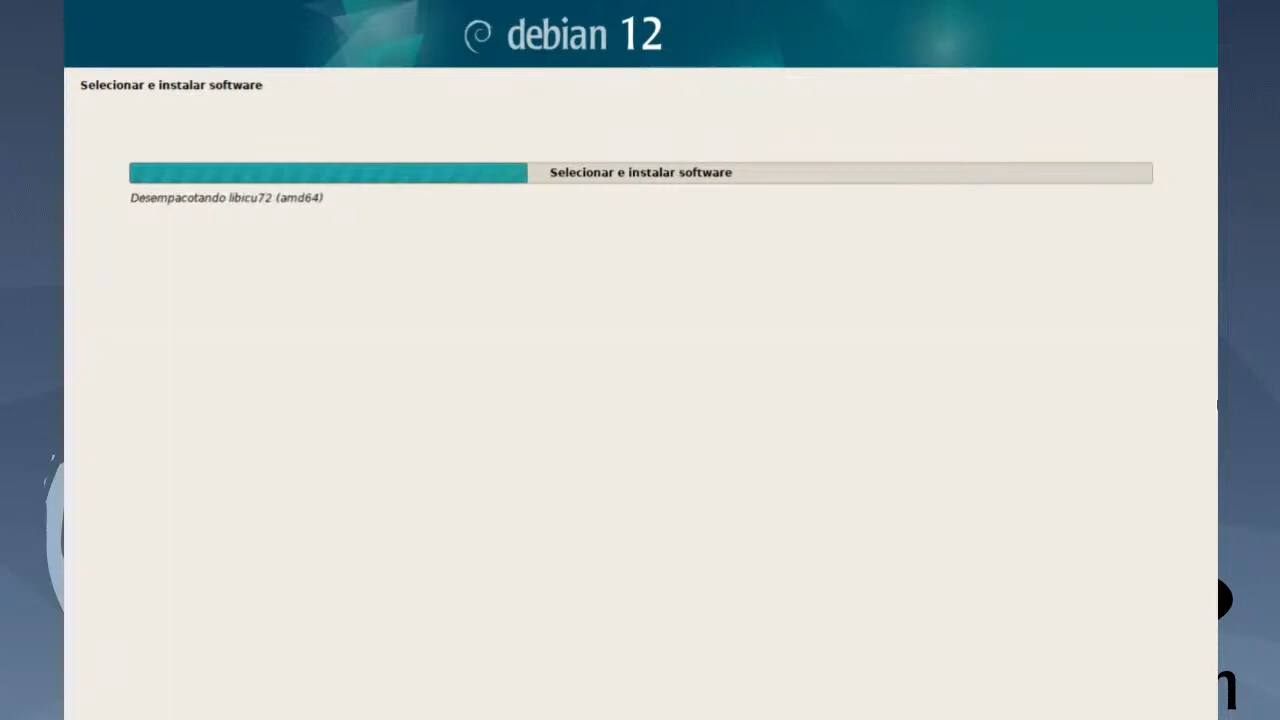 debian 12
Selecionar e instalar software
Selecionar e instalar software
Desempacotando libicu72 (amd64)